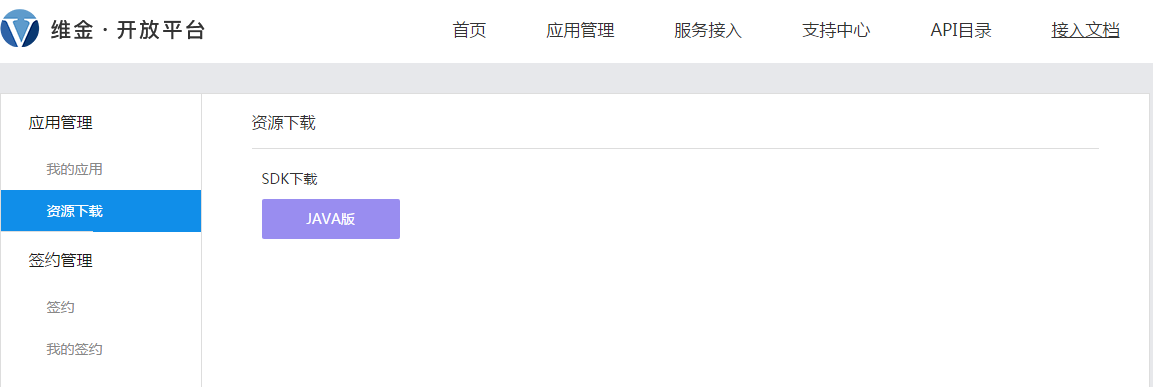 维金·开放平台
首页 应用管理 服务接入 支持中心 API目录 接入文档
应用管理
我的应用
资源下载
签约管理
签约
我的签约
资源下载
SDK下载
JAVA版